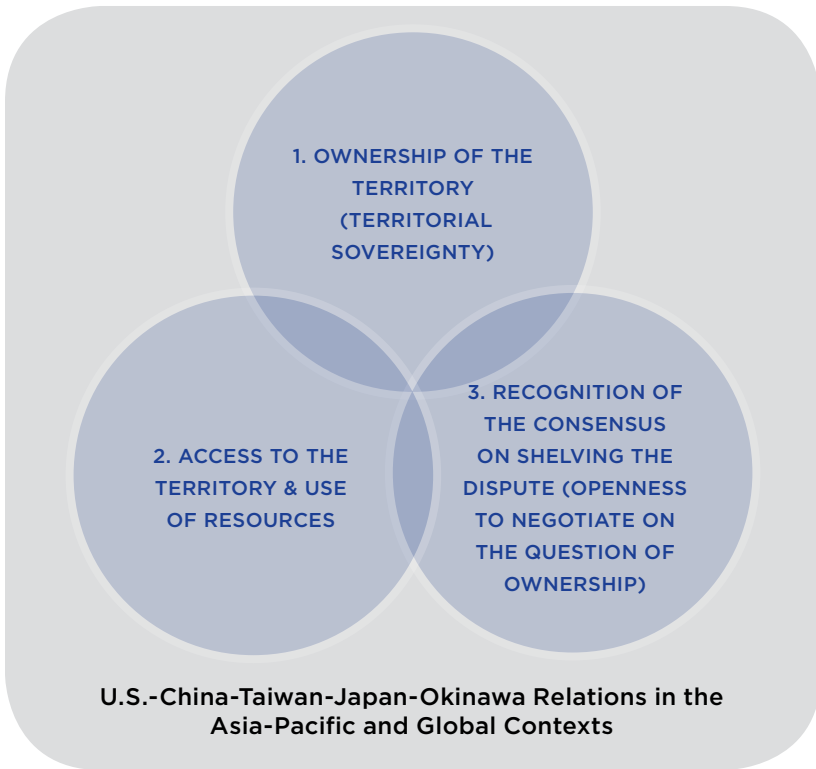 1. OWNERSHIP OF THE
TERRITORY
(TERRITORIAL
SOVEREIGNTY)
2. ACCESS TO THE
TERRITORY & USE
OF RESOURCES
3. RECOGNITION OF
THE CONSENSUS
ON SHELVING THE
DISPUTE (OPENNESS
TO NEGOTIATE ON
THE QUESTION OF
OWNERSHIP)
U.S.-China-Taiwan-Japan-Okinawa Relations in the
Asia-Pacific and Global Contexts